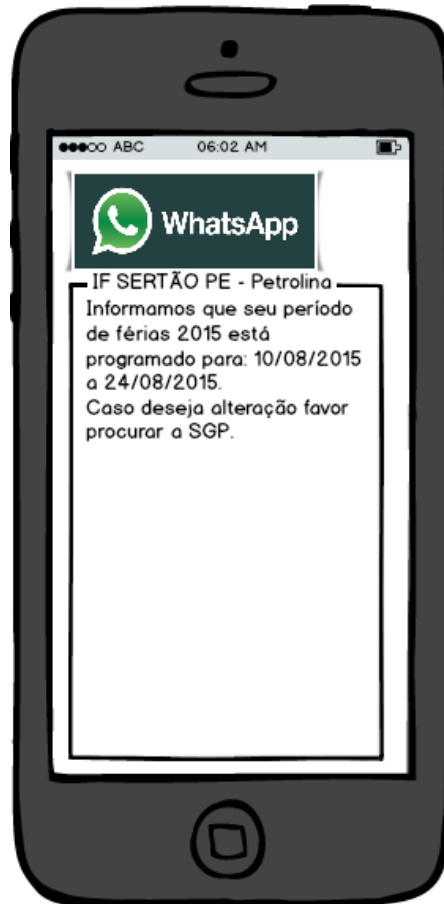 ABC 06:02 AM
WhatsApp
IF SERTÃO PE - Petrolina
Informamos que seu período
de férias 2015 está
programado para: 10/08/2015
a 24/08/2015.
Caso deseja alteração favor
procurar a SGP.